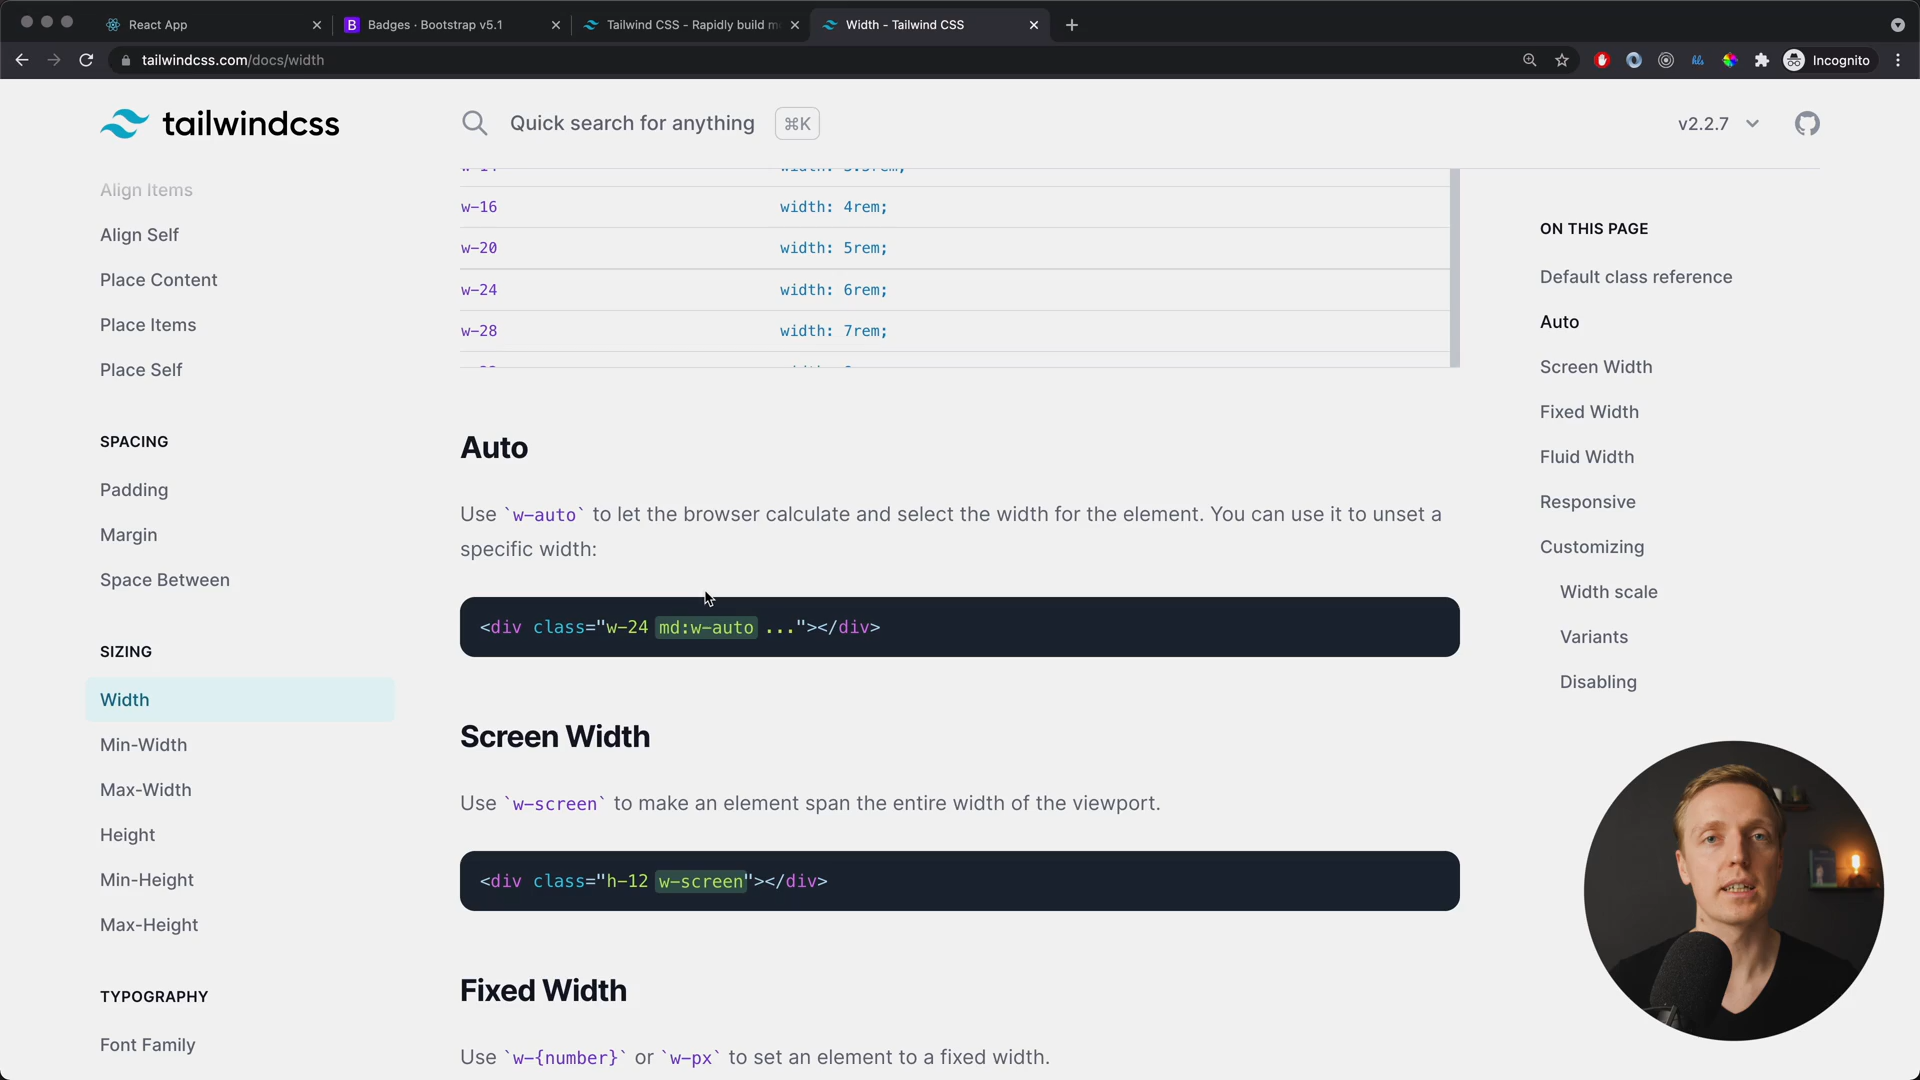 React App
B Badges · Bootstrap v5.1
Tailwind CSS - Rapidly build m
Width - Tailwind CSS
tailwindcss.com/docs/width
hls
Incognito
tailwindcss
Quick search for anything
⌘K
v2.2.7
Align Items
Align Self
Place Content
Place Items
Place Self
SPACING
Padding
Margin
Space Between
SIZING
Width
Min-Width
Max-Width
Height
Min-Height
Max-Height
TYPOGRAPHY
Font Family
w-14 width: 3.5rem;
w-16 width: 4rem;
w-20 width: 5rem;
w-24 width: 6rem;
w-28 width: 7rem;
Auto
Use `w-auto` to let the browser calculate and select the width for the element. You can use it to unset a
specific width:
<div class="w-24 md:w-auto ..."></div>
Screen Width
Use `w-screen` to make an element span the entire width of the viewport.
<div class="h-12 w-screen"></div>
Fixed Width
Use `w-{number}` or `w-px` to set an element to a fixed width.
ON THIS PAGE
Default class reference
Auto
Screen Width
Fixed Width
Fluid Width
Responsive
Customizing
Width scale
Variants
Disabling